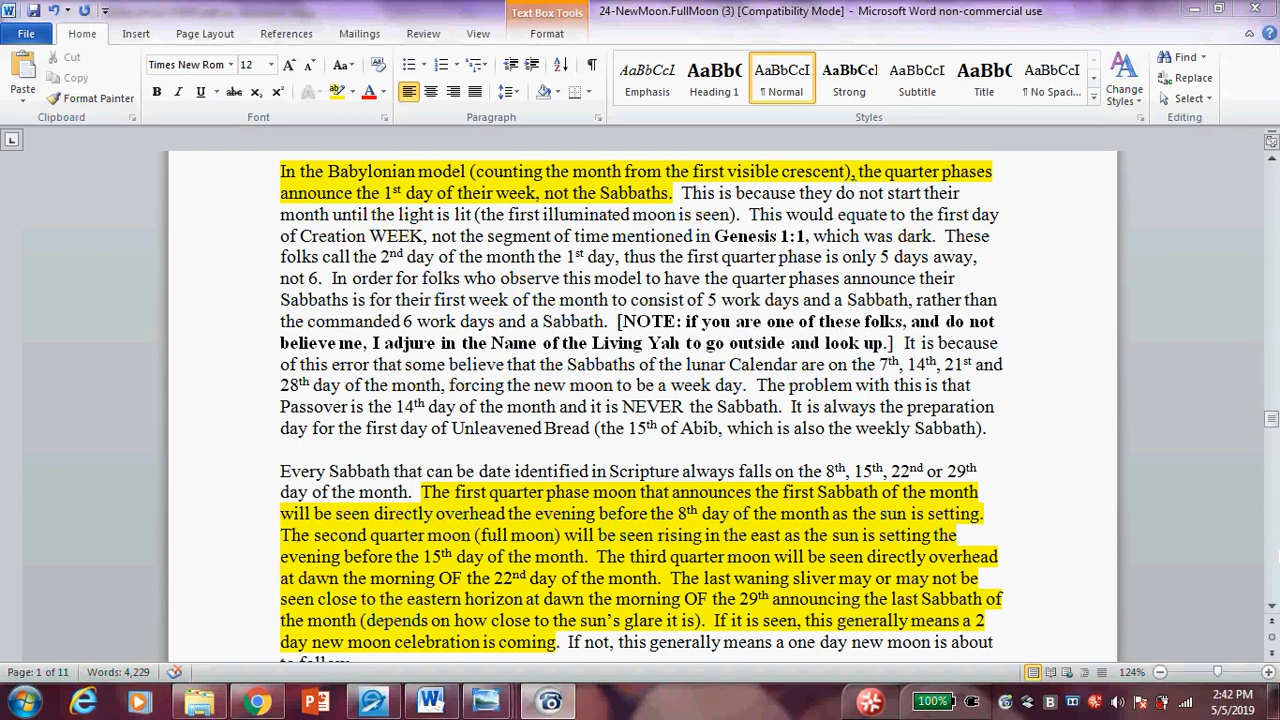 24-NewMoon.FullMoon (3) [Compatibility Mode] - Microsoft Word non-commercial use
Text Box Tools
File Home Insert Page Layout References Mailings Review View Format
Paste
Cut
Copy
Format Painter
Clipboard
Times New Rom 12
Font
Paragraph
AaBbCcI AaBb( AaBbCcI AaBbCc AaBbCcI AaBb( AaBbCcI
Emphasis Heading 1 ¶ Normal Strong Subtitle Title ¶ No Spaci...
Change Styles
Styles
Find
Replace
Select
Editing
In the Babylonian model (counting the month from the first visible crescent), the quarter phases
announce the 1st day of their week, not the Sabbaths. This is because they do not start their
month until the light is lit (the first illuminated moon is seen). This would equate to the first day
of Creation WEEK, not the segment of time mentioned in Genesis 1:1, which was dark. These
folks call the 2nd day of the month the 1st day, thus the first quarter phase is only 5 days away,
not 6. In order for folks who observe this model to have the quarter phases announce their
Sabbaths is for their first week of the month to consist of 5 work days and a Sabbath, rather than
the commanded 6 work days and a Sabbath. [NOTE: if you are one of these folks, and do not
believe me, I adjure in the Name of the Living Yah to go outside and look up.] It is because
of this error that some believe that the Sabbaths of the lunar Calendar are on the 7th, 14th, 21st and
28th day of the month, forcing the new moon to be a week day. The problem with this is that
Passover is the 14th day of the month and it is NEVER the Sabbath. It is always the preparation
day for the first day of Unleavened Bread (the 15th of Abib, which is also the weekly Sabbath).
Every Sabbath that can be date identified in Scripture always falls on the 8th, 15th, 22nd or 29th
day of the month. The first quarter phase moon that announces the first Sabbath of the month
will be seen directly overhead the evening before the 8th day of the month as the sun is setting.
The second quarter moon (full moon) will be seen rising in the east as the sun is setting the
evening before the 15th day of the month. The third quarter moon will be seen directly overhead
at dawn the morning OF the 22nd day of the month. The last waning sliver may or may not be
seen close to the eastern horizon at dawn the morning OF the 29th announcing the last Sabbath of
the month (depends on how close to the sun's glare it is). If it is seen, this generally means a 2
day new moon celebration is coming. If not, this generally means a one day new moon is about
to follow.
Page: 1 of 11 Words: 4,229 124%
100%
2:42 PM
5/5/2019